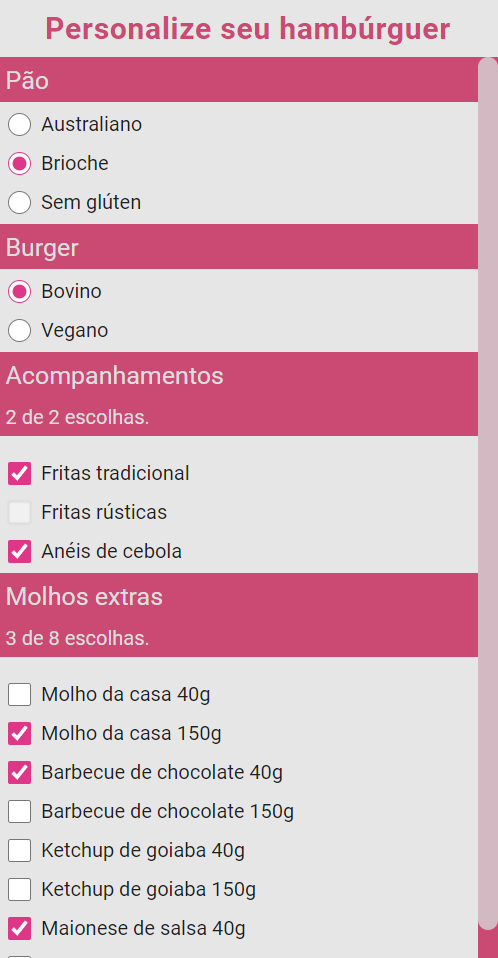 Personalize seu hambúrguer
Pão
Australiano
Brioche
Sem glúten
Burger
Bovino
Vegano
Acompanhamentos
2 de 2 escolhas.
Fritas tradicional
Fritas rústicas
Anéis de cebola
Molhos extras
3 de 8 escolhas.
Molho da casa 40g
Molho da casa 150g
Barbecue de chocolate 40g
Barbecue de chocolate 150g
Ketchup de goiaba 40g
Ketchup de goiaba 150g
Maionese de salsa 40g